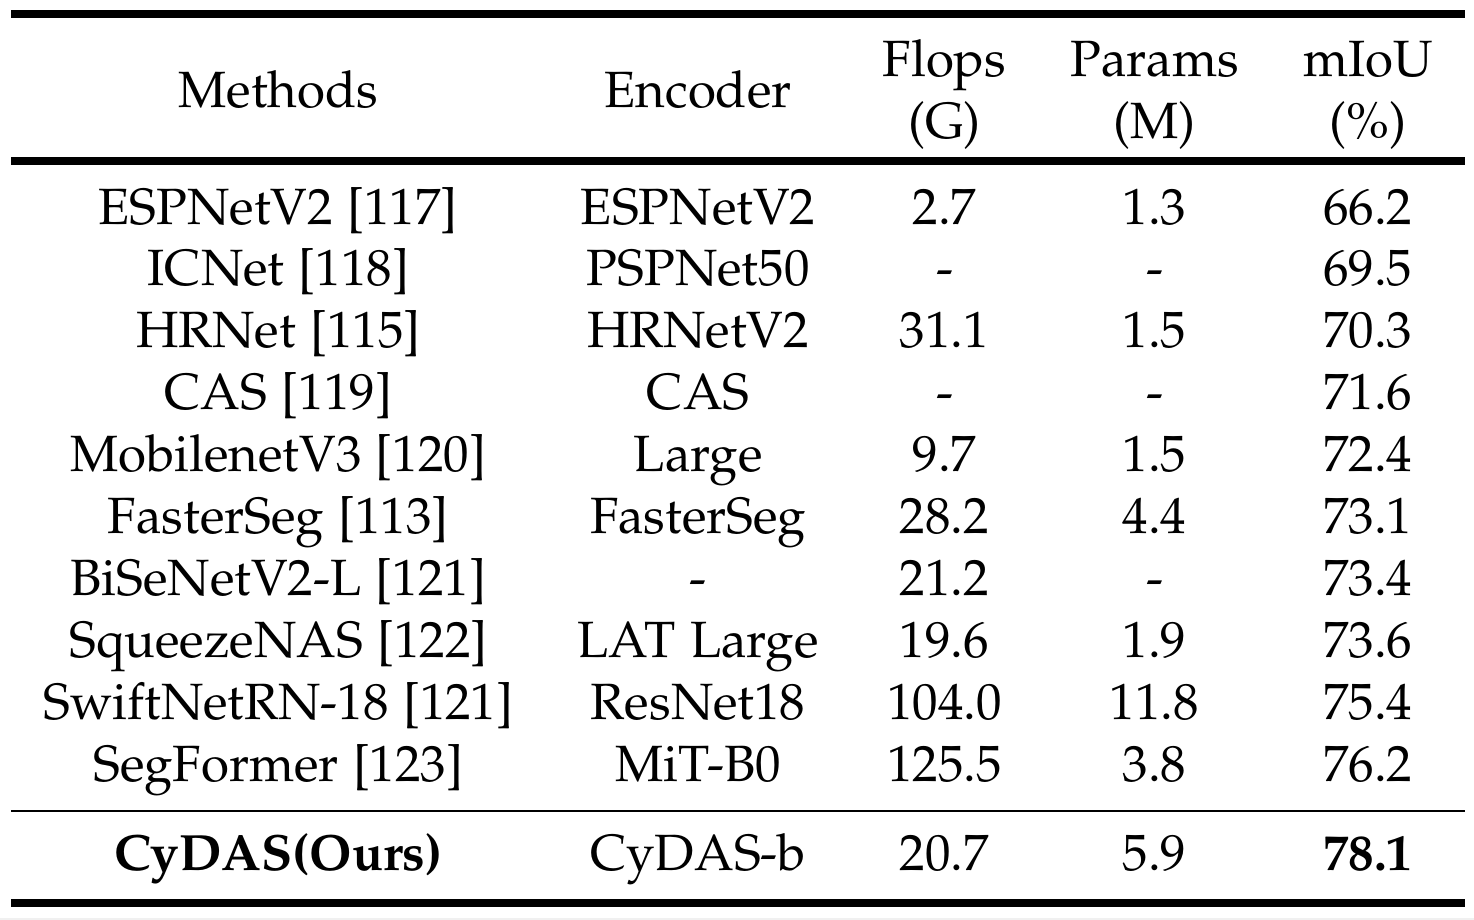 Methods Encoder Flops (G) Params (M) mIoU (%)
ESPNetV2 [117] ESPNetV2 2.7 1.3 66.2
ICNet [118] PSPNet50 - - 69.5
HRNet [115] HRNetV2 31.1 1.5 70.3
CAS [119] CAS - - 71.6
MobilenetV3 [120] Large 9.7 1.5 72.4
FasterSeg [113] FasterSeg 28.2 4.4 73.1
BiSeNetV2-L [121] - 21.2 - 73.4
SqueezeNAS [122] LAT Large 19.6 1.9 73.6
SwiftNetRN-18 [121] ResNet18 104.0 11.8 75.4
SegFormer [123] MiT-B0 125.5 3.8 76.2
CyDAS(Ours) CyDAS-b 20.7 5.9 78.1